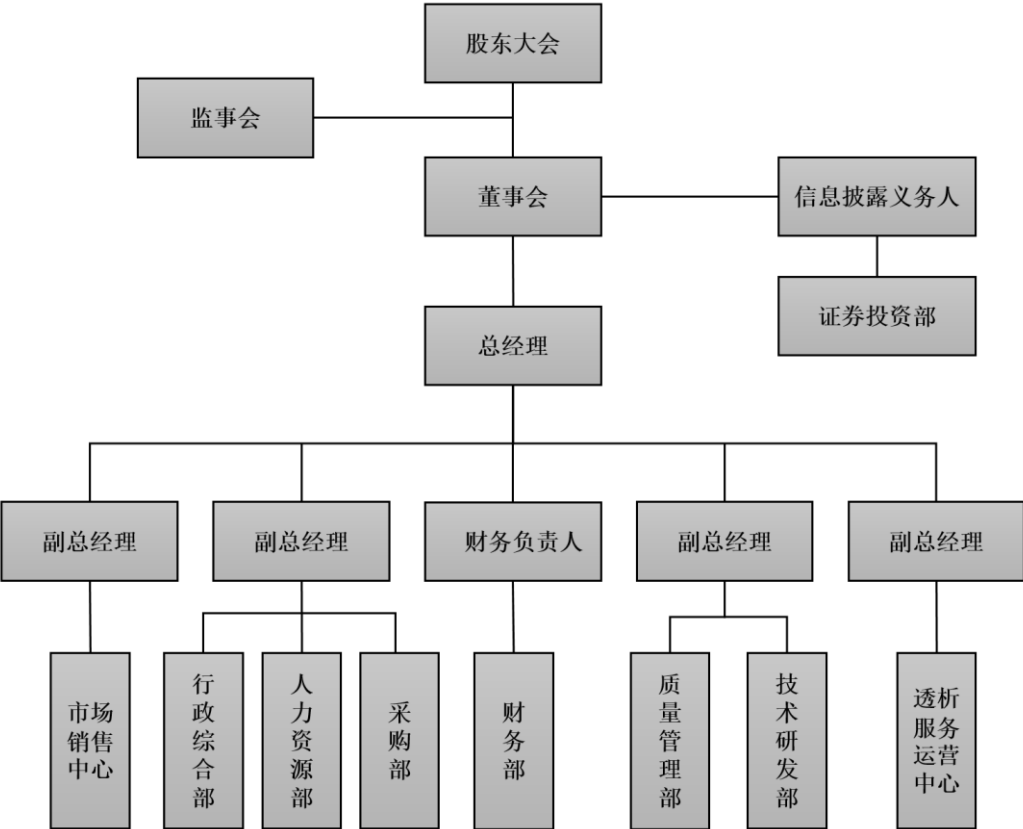 股东大会
监事会
董事会
信息披露义务人
证券投资部
总经理
副总经理
副总经理
财务负责人
副总经理
副总经理
市场
销售
中心
行政综合部
人力资源部
采购部
财务部
质量管理部
技术研发部
透析
服务
运营
中心